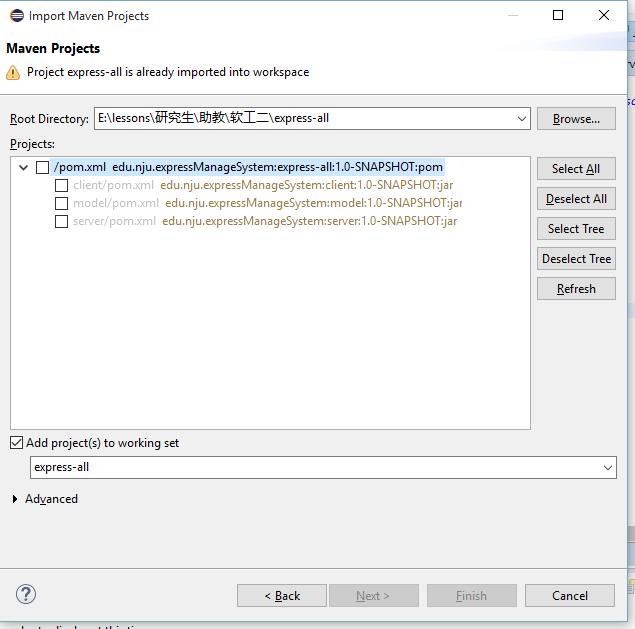 Import Maven Projects
Maven Projects
Project express-all is already imported into workspace
Root Directory: E:\lessons\研究生\助教\软工二\express-all Browse...
Projects:
/pom.xml edu.nju.expressManageSystem:express-all:1.0-SNAPSHOT:pom
client/pom.xml edu.nju.expressManageSystem:client:1.0-SNAPSHOT:jar
model/pom.xml edu.nju.expressManageSystem:model:1.0-SNAPSHOT:jar
server/pom.xml edu.nju.expressManageSystem:server:1.0-SNAPSHOT:jar
Select All
Deselect All
Select Tree
Deselect Tree
Refresh
Add project(s) to working set
express-all
Advanced
? < Back Next > Finish Cancel